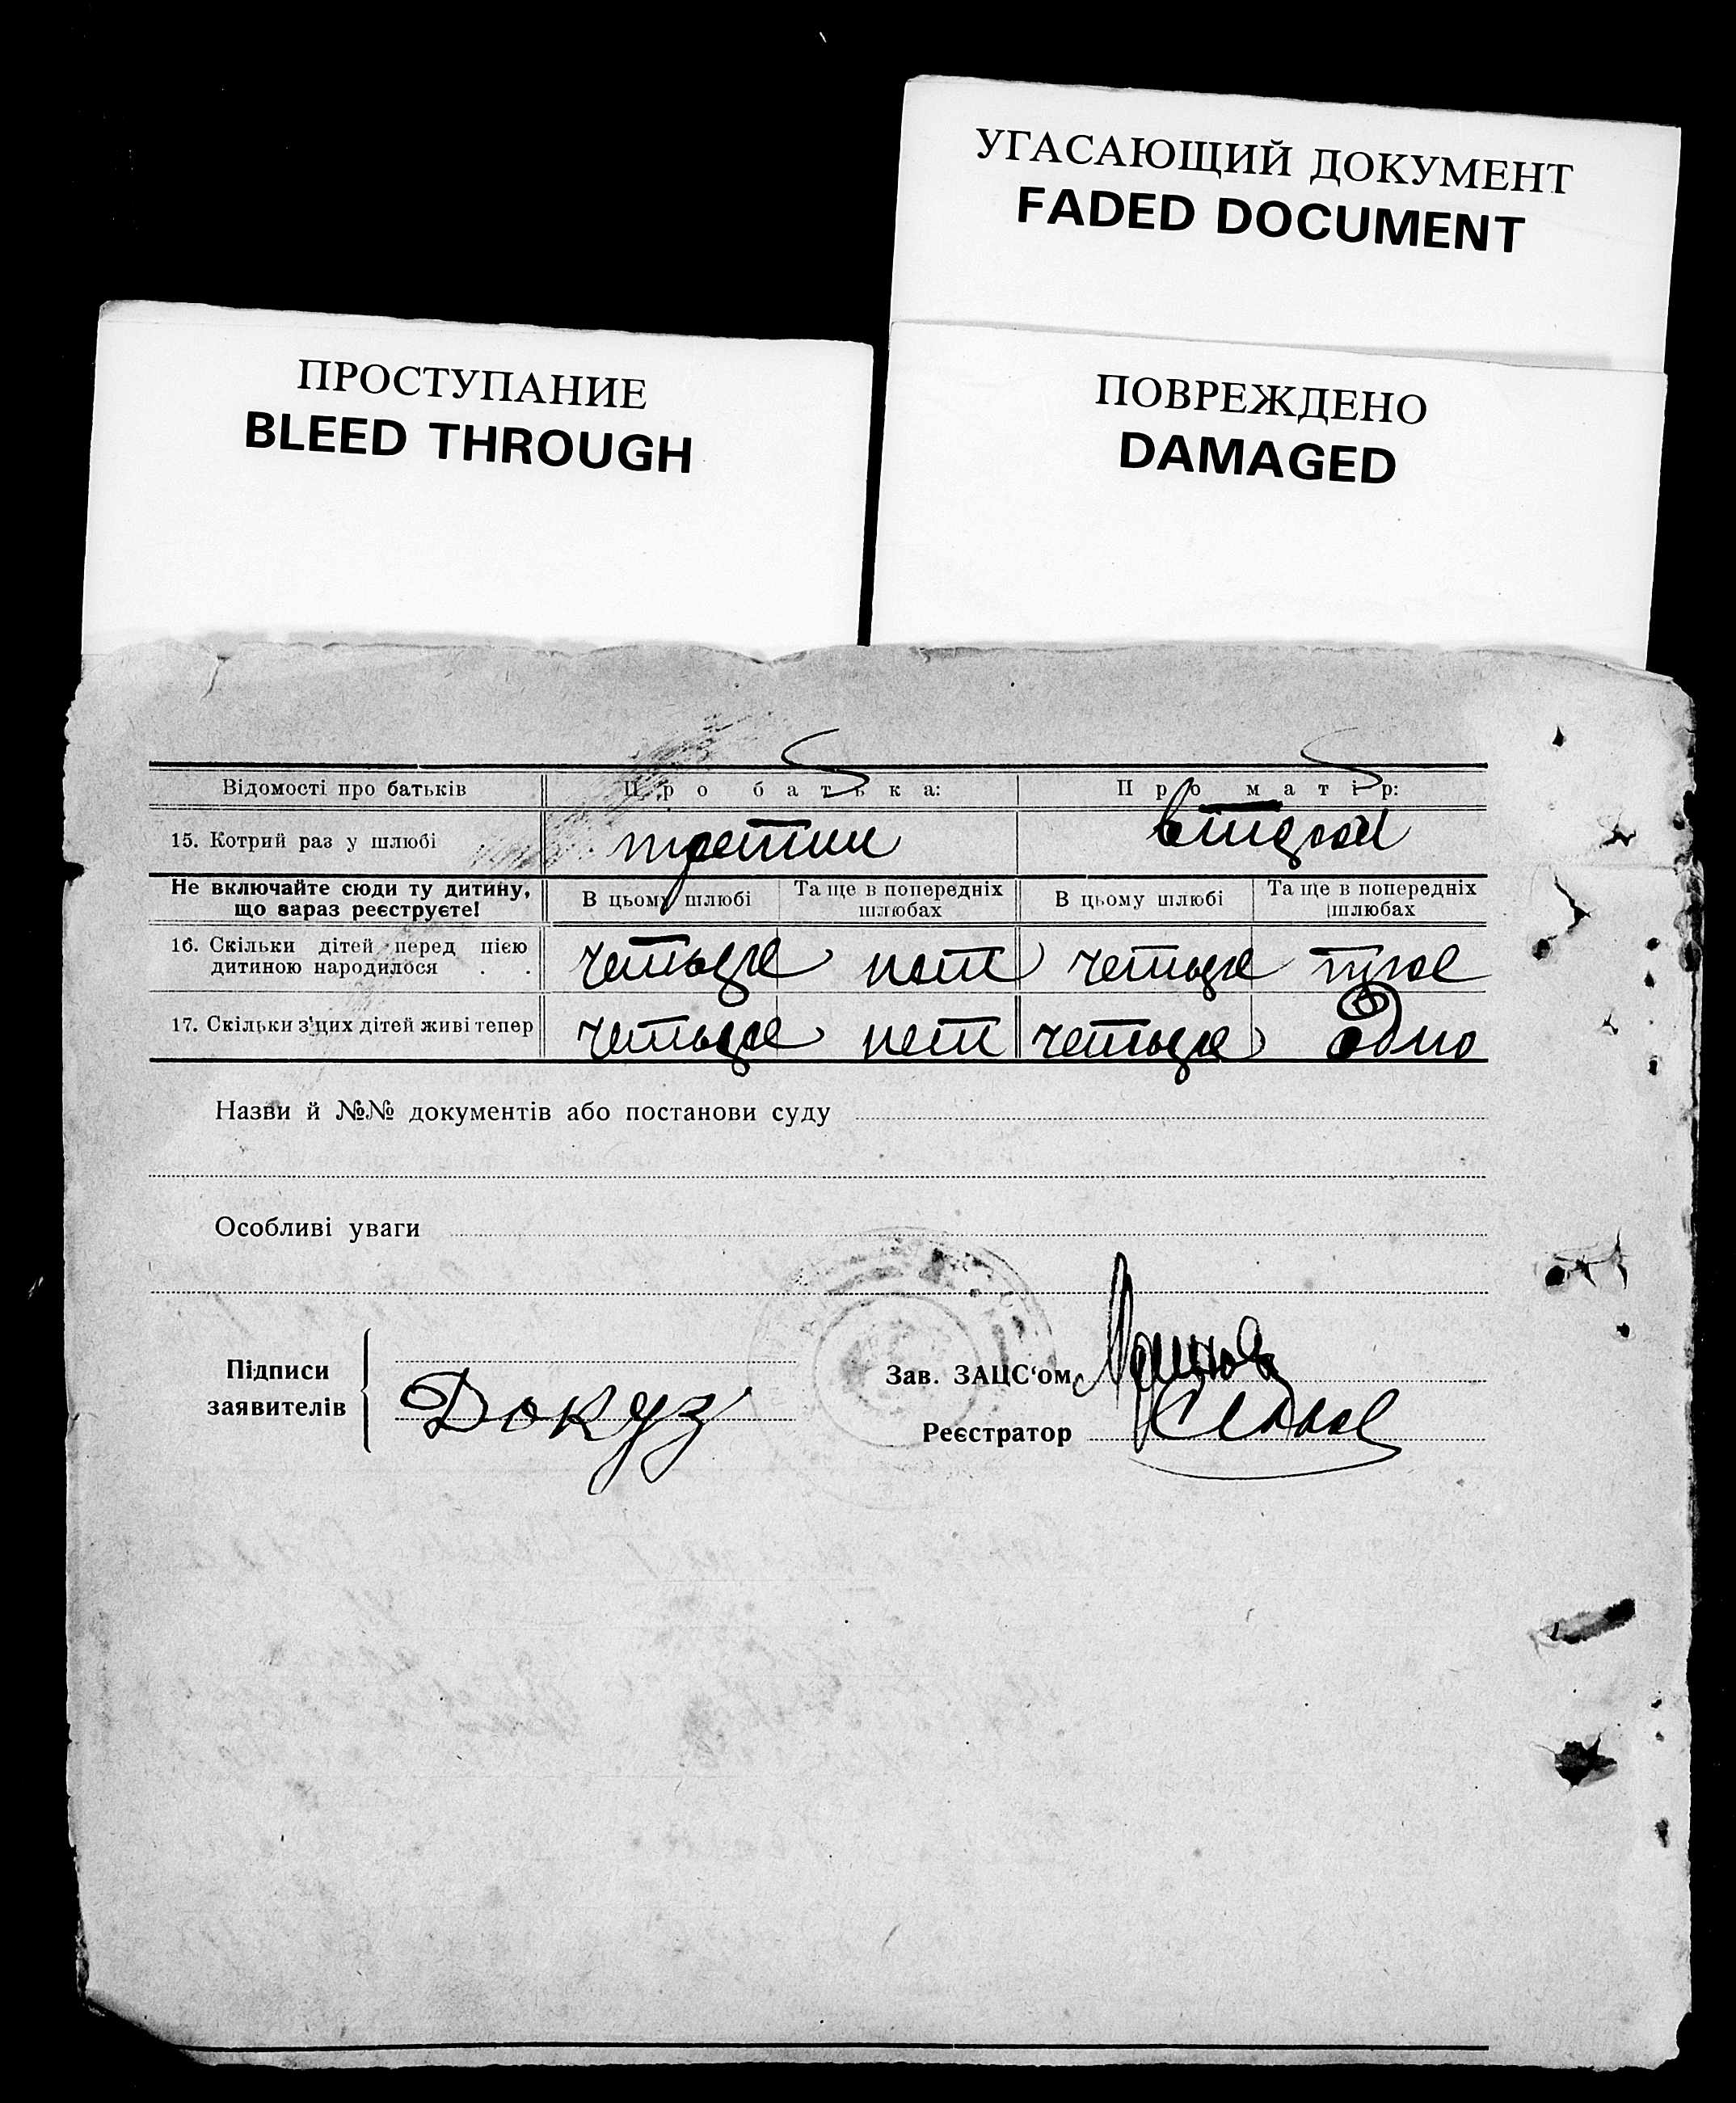 УГАСАЮЩИЙ ДОКУМЕНТ
FADED DOCUMENT
ПРОСТУПАНИЕ
BLEED THROUGH
ПОВРЕЖДЕНО
DAMAGED
Відомості про батьків Про батька: Про матір:
15. Котрий раз у шлюбі третий второй
Не включайте сюди ту дитину, що зараз реєструєте! В цьому шлюбі Та ще в попередніх шлюбах В цьому шлюбі Та ще в попередніх шлюбах
16. Скільки дітей перед цією дитиною народилося . . четыре нет четыре трое
17. Скільки з'цих дітей живі тепер четыре нет четыре одно
Назви й №№ документів або постанови суду
Особливі уваги
Підписи заявителів Докуз
Зав. ЗАЦС‘ом
Реєстратор